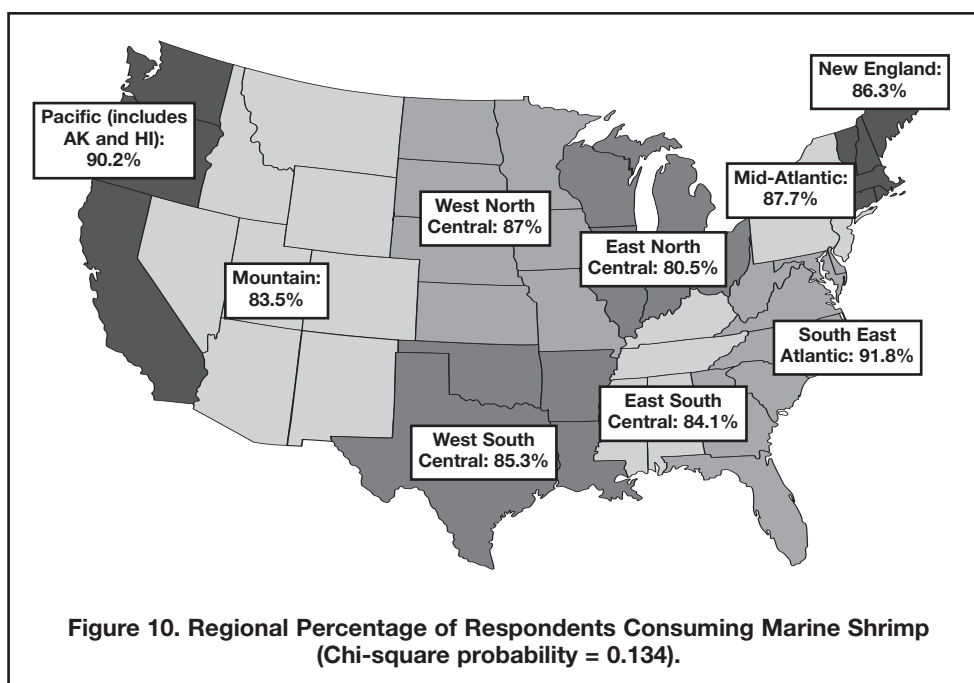 New England:
86.3%
Pacific (includes
AK and HI):
90.2%
Mid-Atlantic:
87.7%
West North
Central: 87%
East North
Central: 80.5%
Mountain:
83.5%
South East
Atlantic: 91.8%
East South
Central: 84.1%
West South
Central: 85.3%
Figure 10. Regional Percentage of Respondents Consuming Marine Shrimp
(Chi-square probability = 0.134).